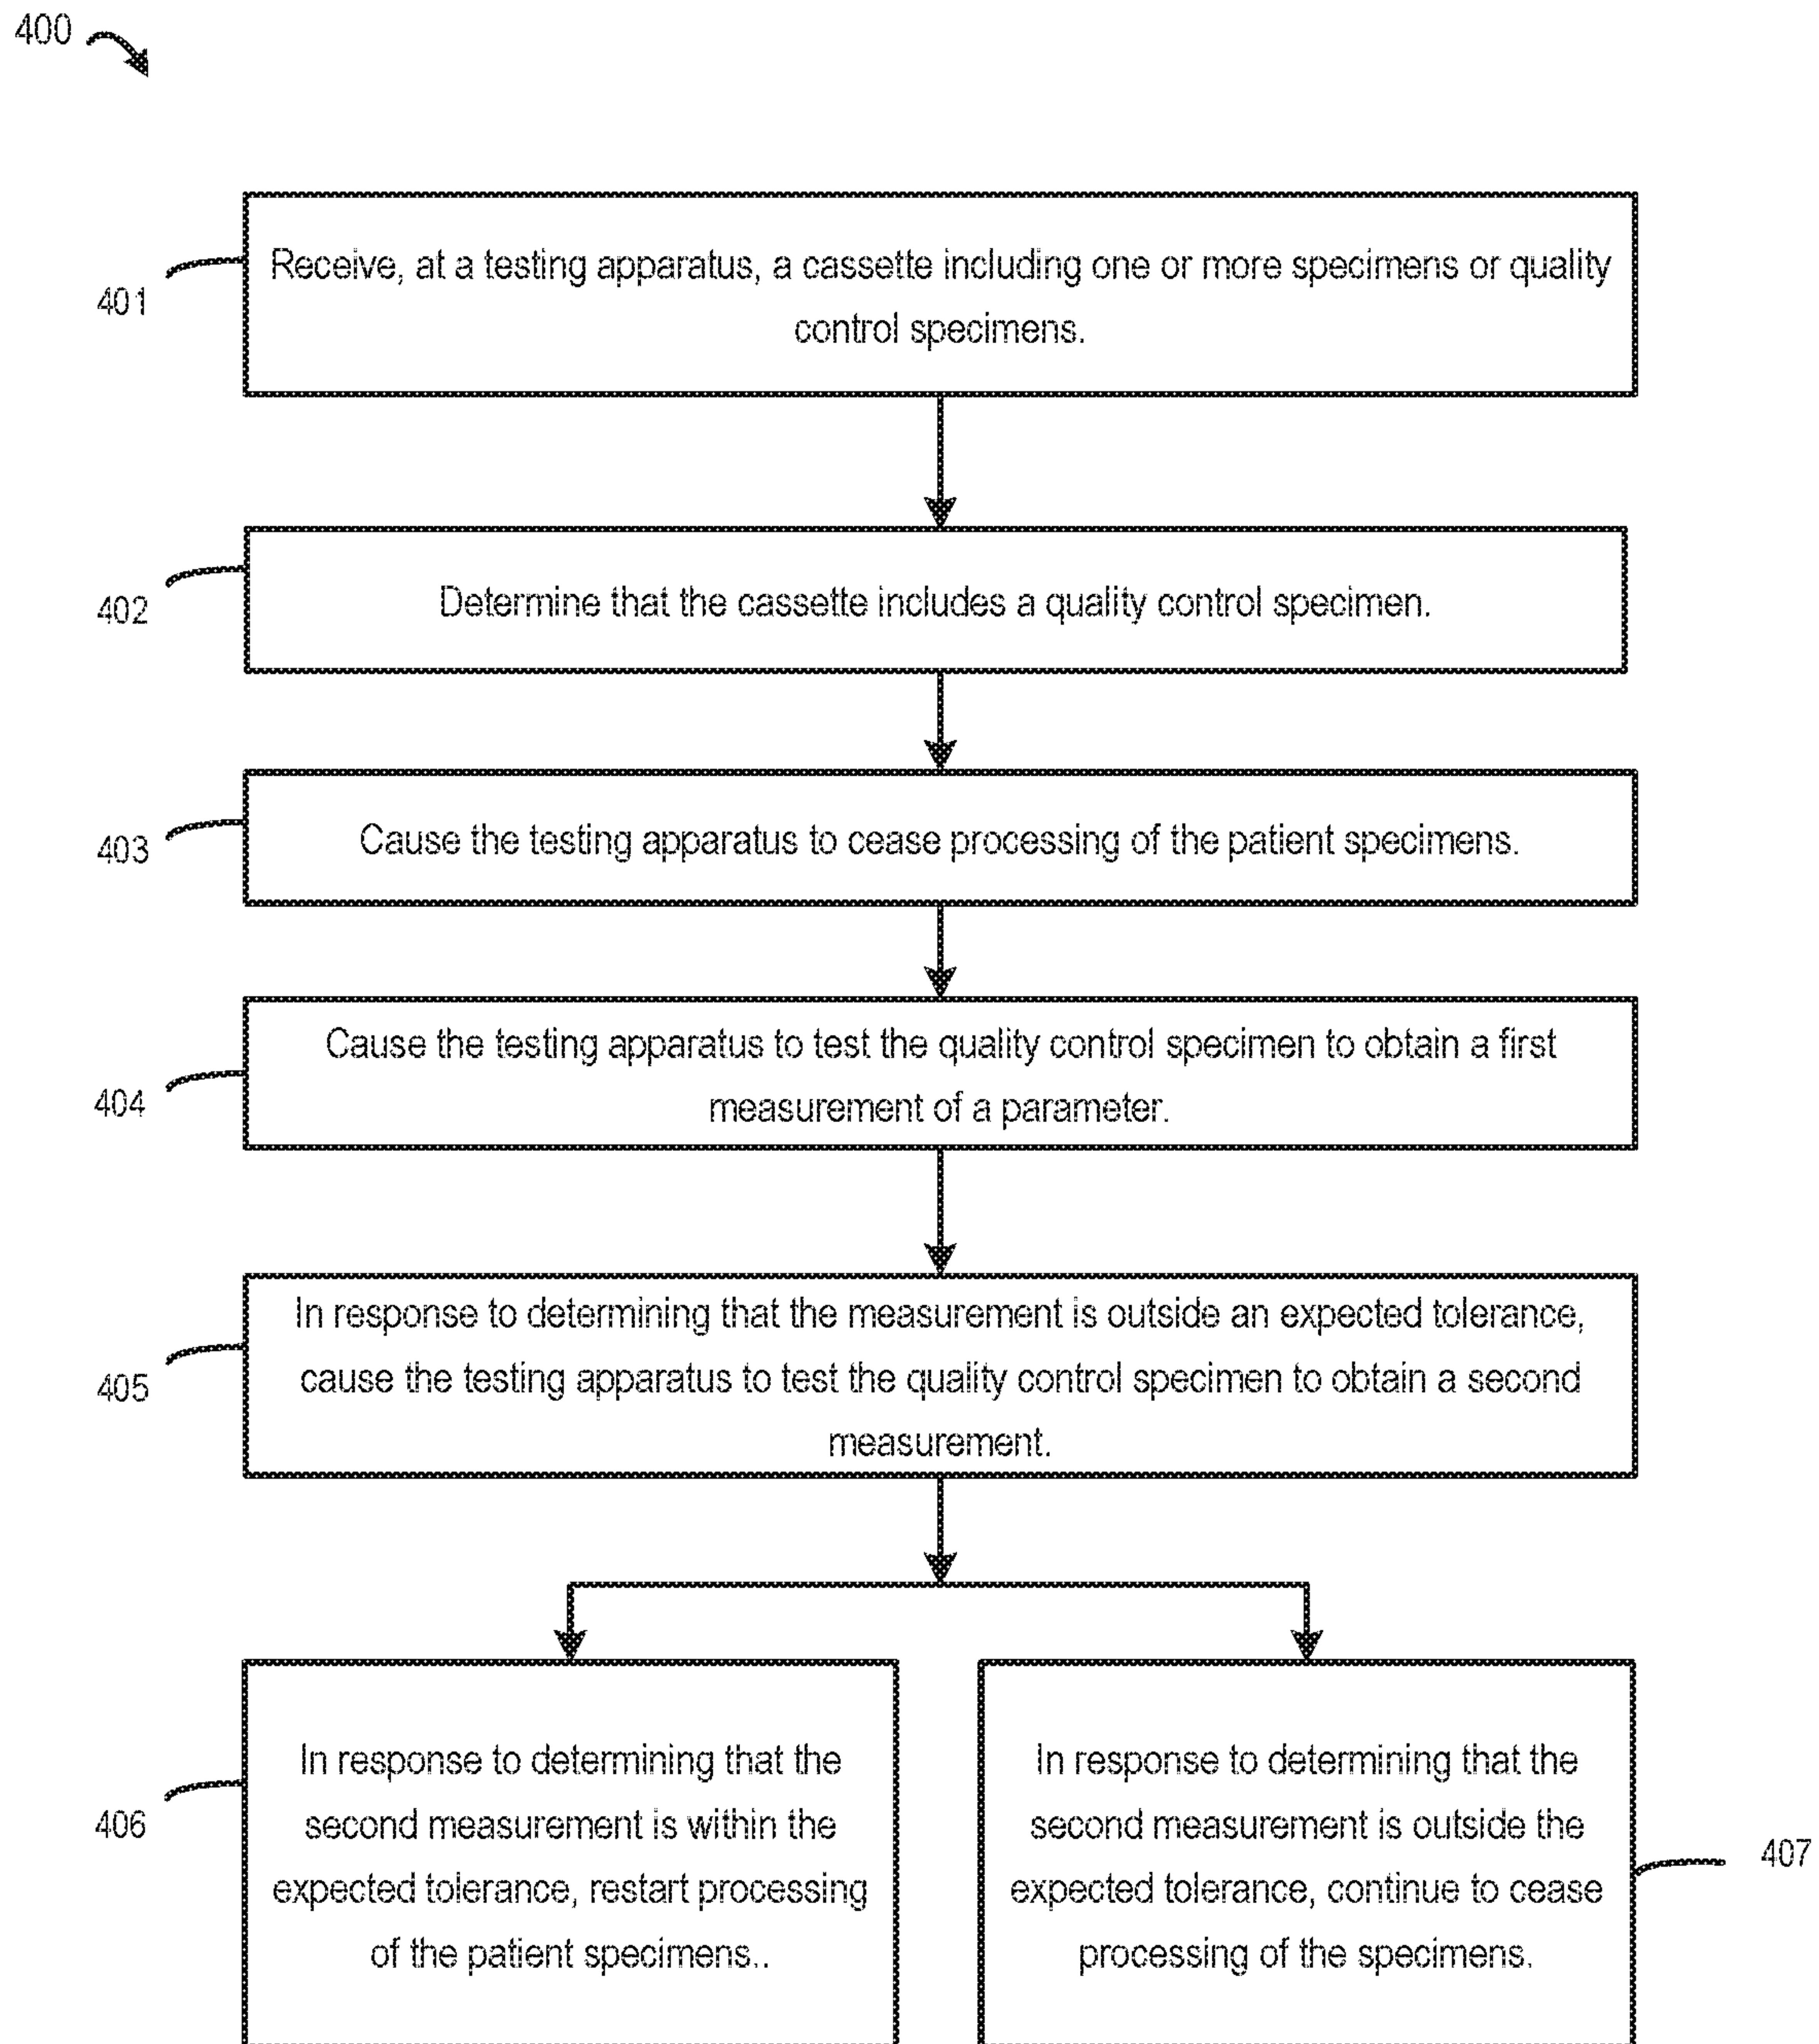 400
401
Receive, at a testing apparatus, a cassette including one or more specimens or quality
control specimens.
402
Determine that the cassette includes a quality control specimen.
403
Cause the testing apparatus to cease processing of the patient specimens.
404
Cause the testing apparatus to test the quality control specimen to obtain a first
measurement of a parameter.
405
In response to determining that the measurement is outside an expected tolerance,
cause the testing apparatus to test the quality control specimen to obtain a second
measurement.
406
In response to determining that the
second measurement is within the
expected tolerance, restart processing
of the patient specimens..
In response to determining that the
second measurement is outside the
expected tolerance, continue to cease
processing of the specimens.
407